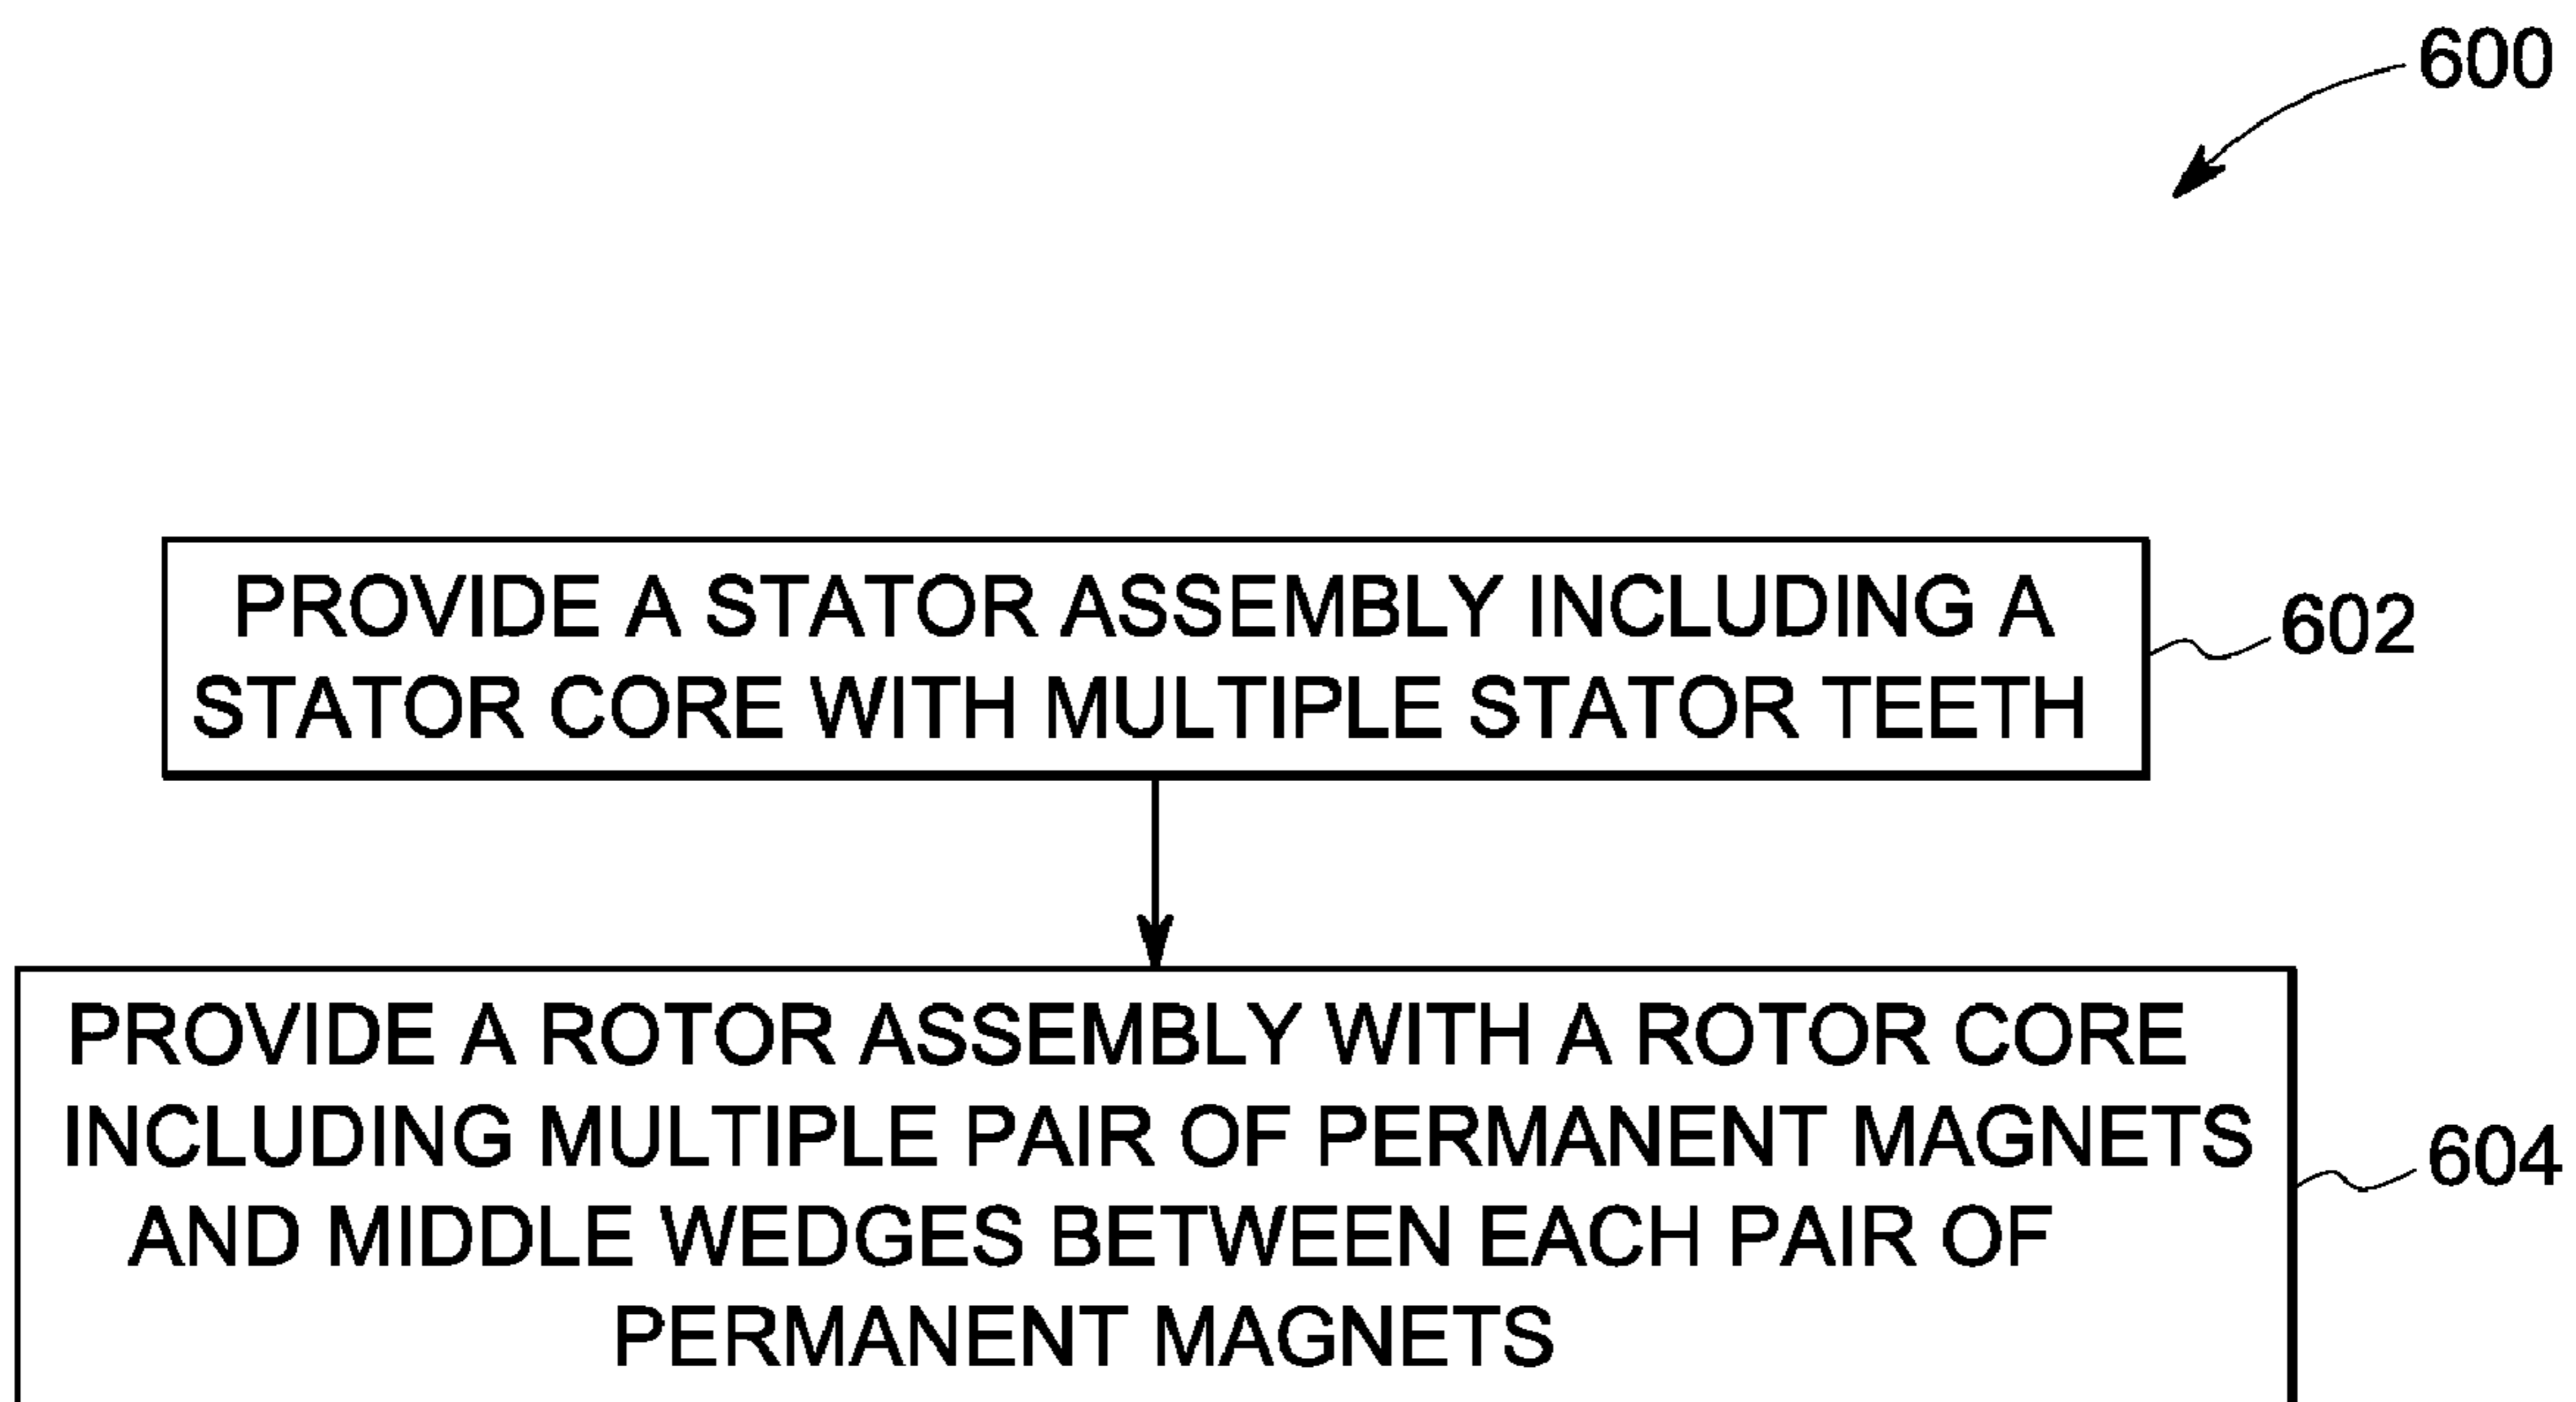 600
PROVIDE A STATOR ASSEMBLY INCLUDING A
STATOR CORE WITH MULTIPLE STATOR TEETH
602
PROVIDE A ROTOR ASSEMBLY WITH A ROTOR CORE
INCLUDING MULTIPLE PAIR OF PERMANENT MAGNETS
AND MIDDLE WEDGES BETWEEN EACH PAIR OF
PERMANENT MAGNETS
604